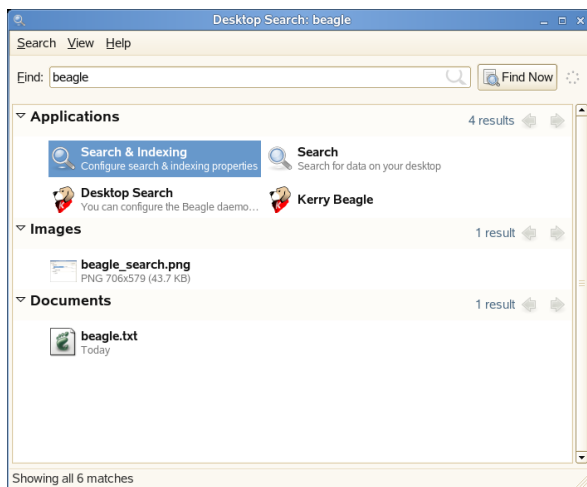 Desktop Search: beagle
Search View Help
Find: beagle Find Now
Applications 4 results
Search & Indexing
Configure search & indexing properties
Search
Search for data on your desktop
Desktop Search
You can configure the Beagle daemo...
Kerry Beagle
Images 1 result
beagle_search.png
PNG 706x579 (43.7 KB)
Documents 1 result
beagle.txt
Today
Showing all 6 matches